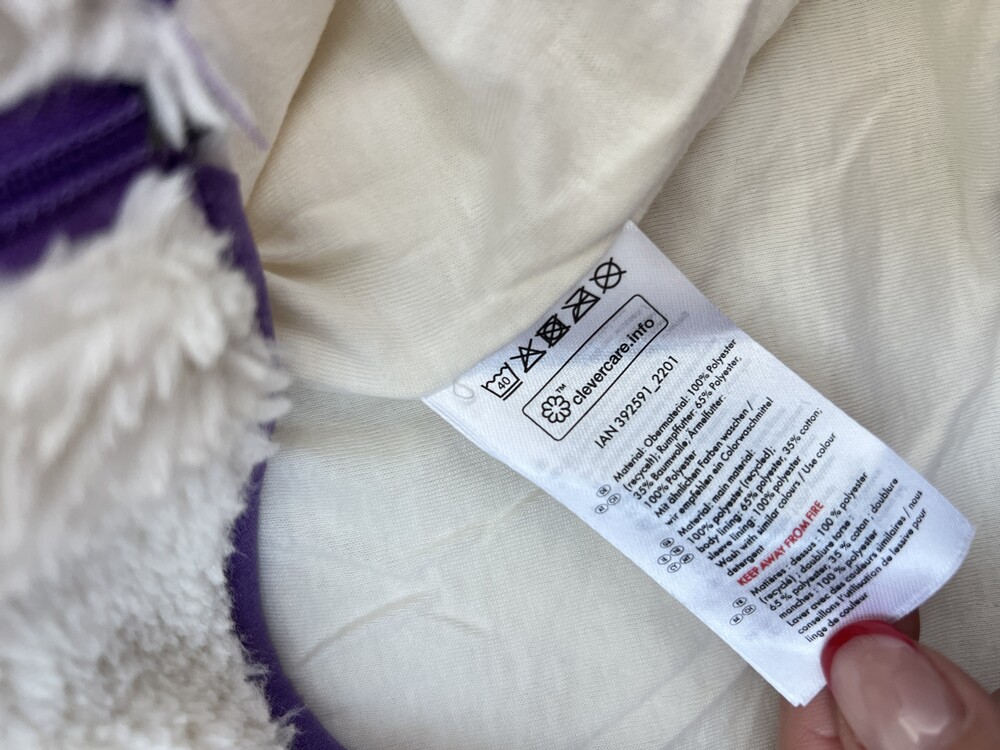 40
clevercare.info™
IAN 392591_2201
DE AT CH Material: Obermaterial: 100% Polyester
(recycelt); Rumpffutter: 65% Polyester,
35% Baumwolle; Ärmelfutter:
100% Polyester
Mit ähnlichen Farben waschen /
wir empfehlen ein Colorwaschmittel
Material: main material:
100% polyester (recycled);
body lining: 65% polyester, 35% cotton;
sleeve lining: 100% polyester
Wash with similar colours / Use colour
detergent
KEEP AWAY FROM FIRE
Matières : dessus : 100 % polyester
(recyclé) ; doublure torse :
65 % polyester, 35 % coton ; doublure
manches : 100 % polyester
Laver avec des couleurs similaires / nous
conseillons l'utilisation de lessive pour
linge de couleur